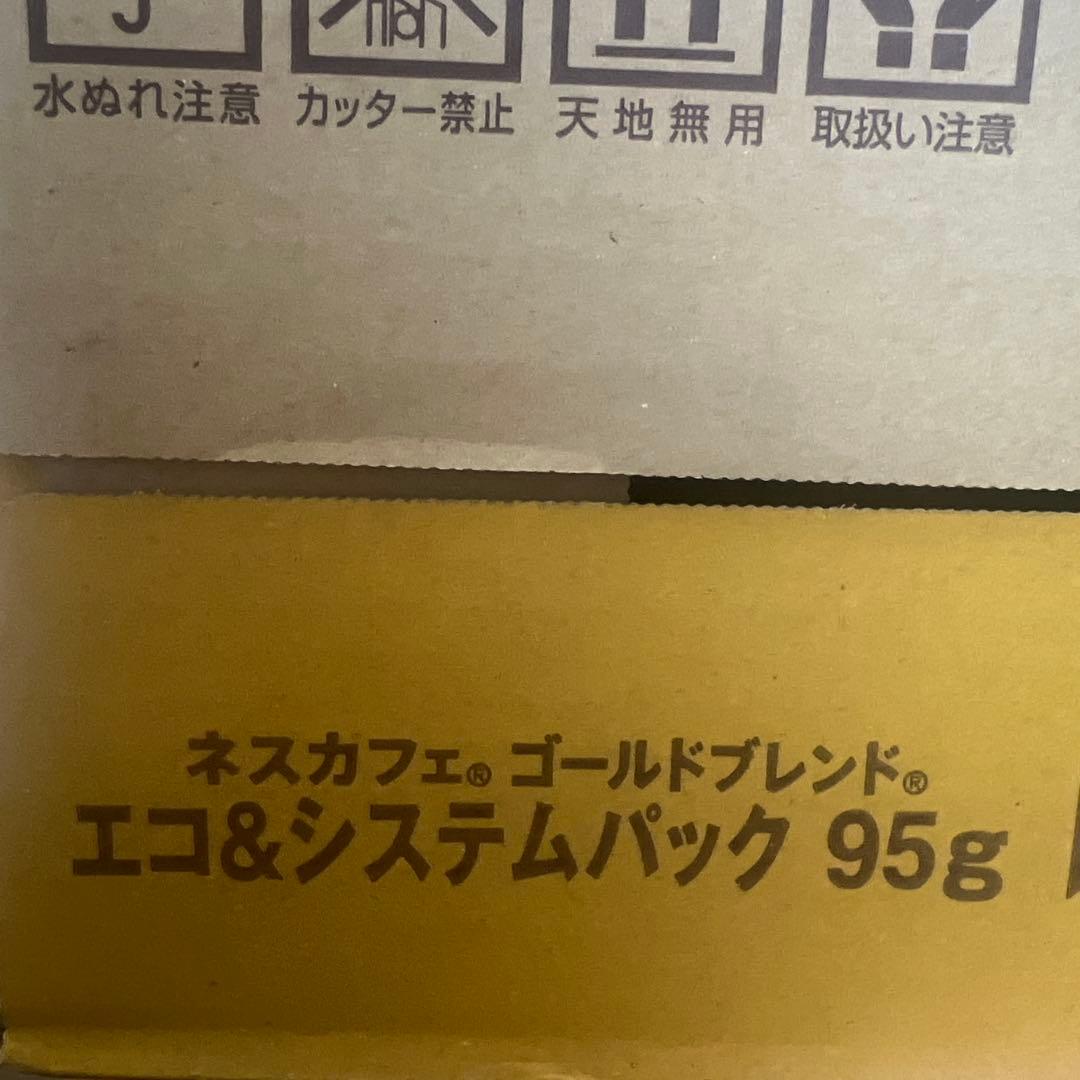 水ぬれ注意 カッター禁止 天地無用 取扱い注意
ネスカフェ® ゴールドブレンド®
エコ&システムパック 95g